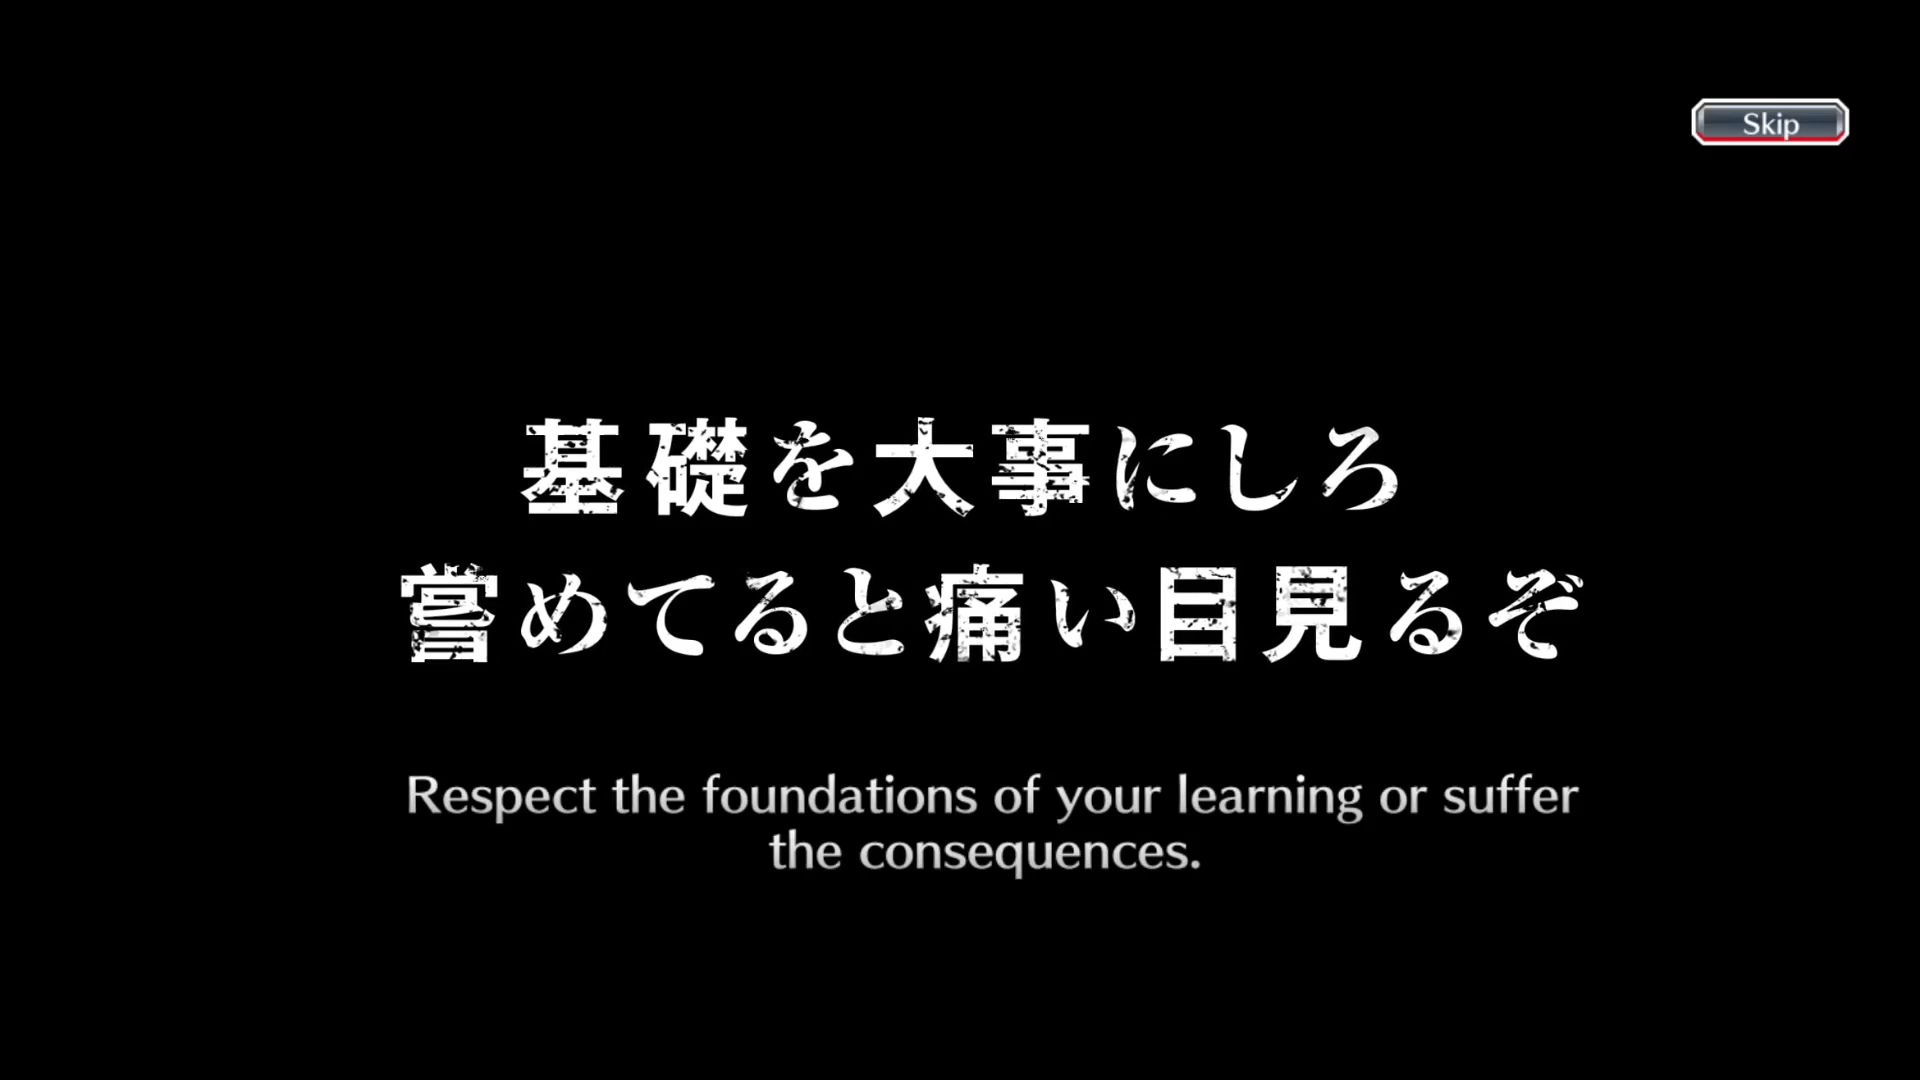 Skip
基礎を大事にしろ
嘗めてると痛い目見るぞ
Respect the foundations of your learning or suffer
the consequences.